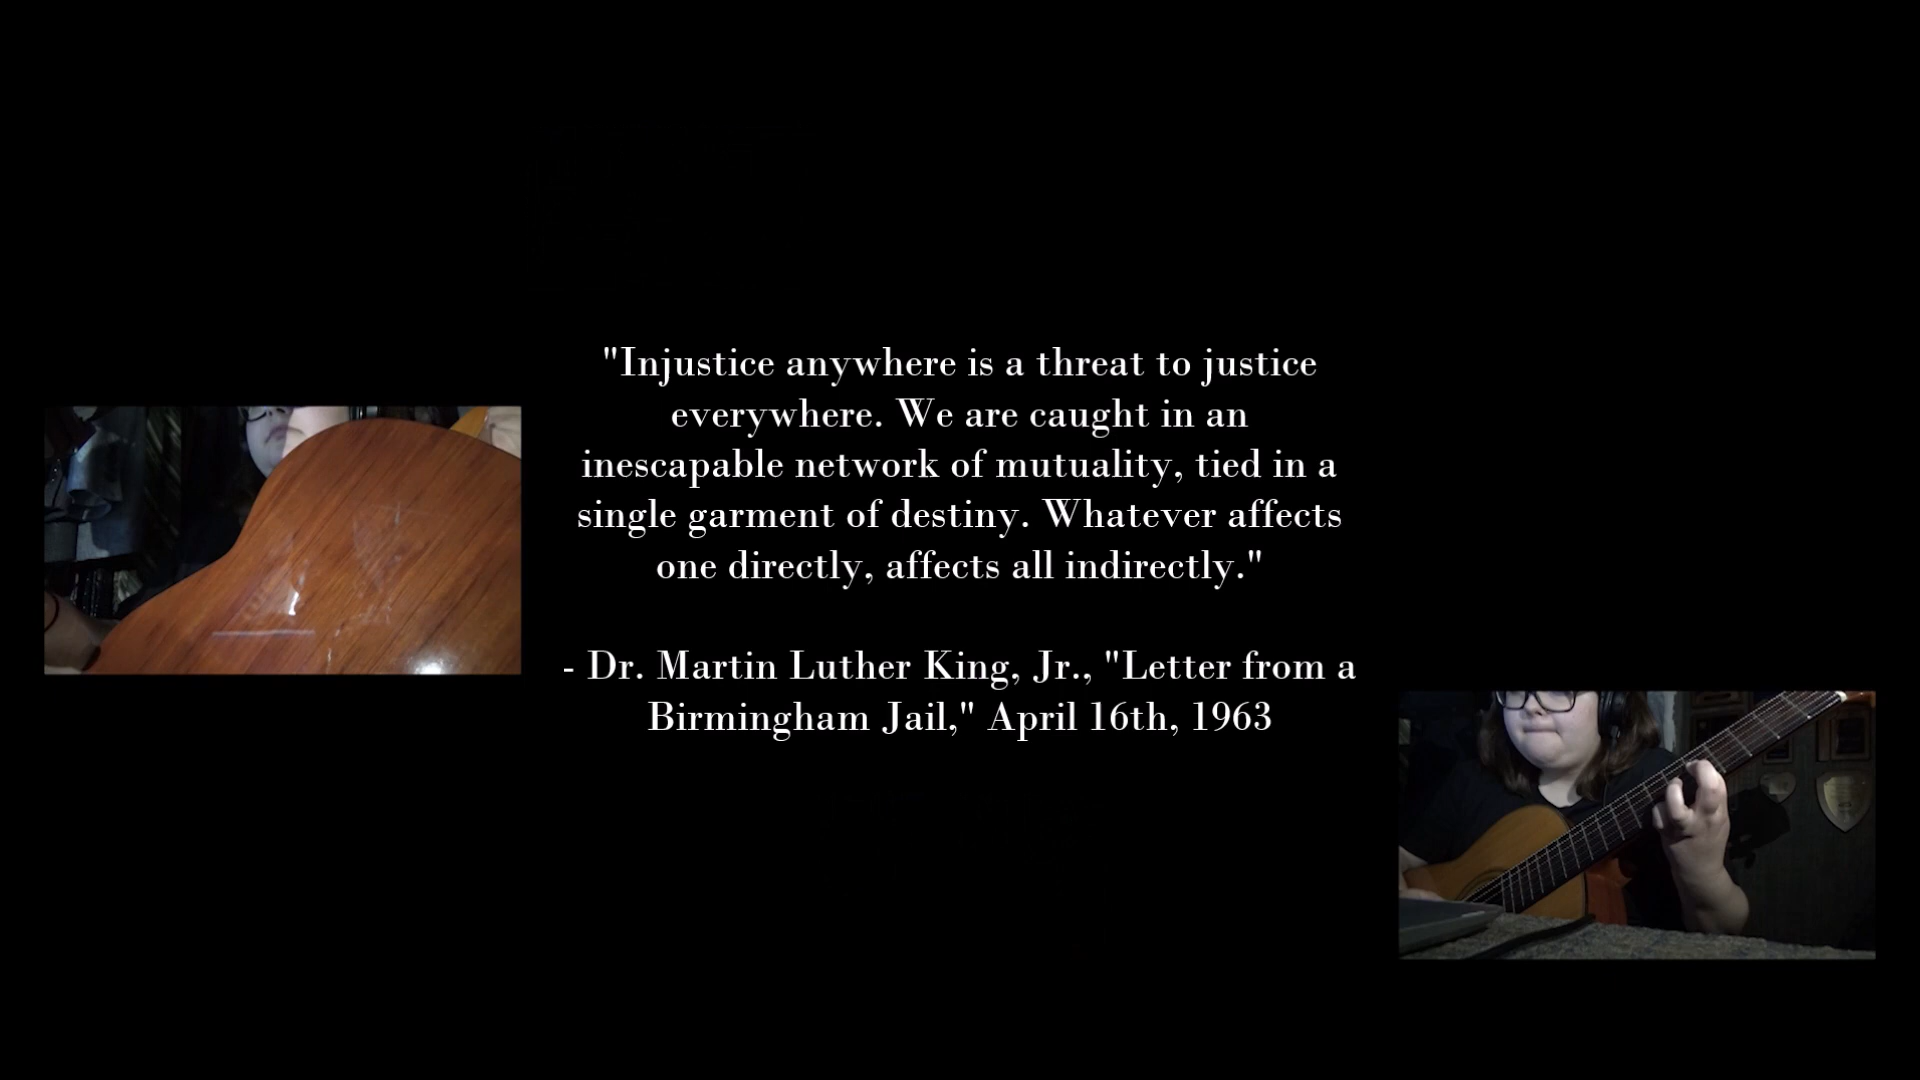 "Injustice anywhere is a threat to justice
everywhere. We are caught in an
inescapable network of mutuality, tied in a
single garment of destiny. Whatever affects
one directly, affects all indirectly."
- Dr. Martin Luther King, Jr., "Letter from a
Birmingham Jail," April 16th, 1963